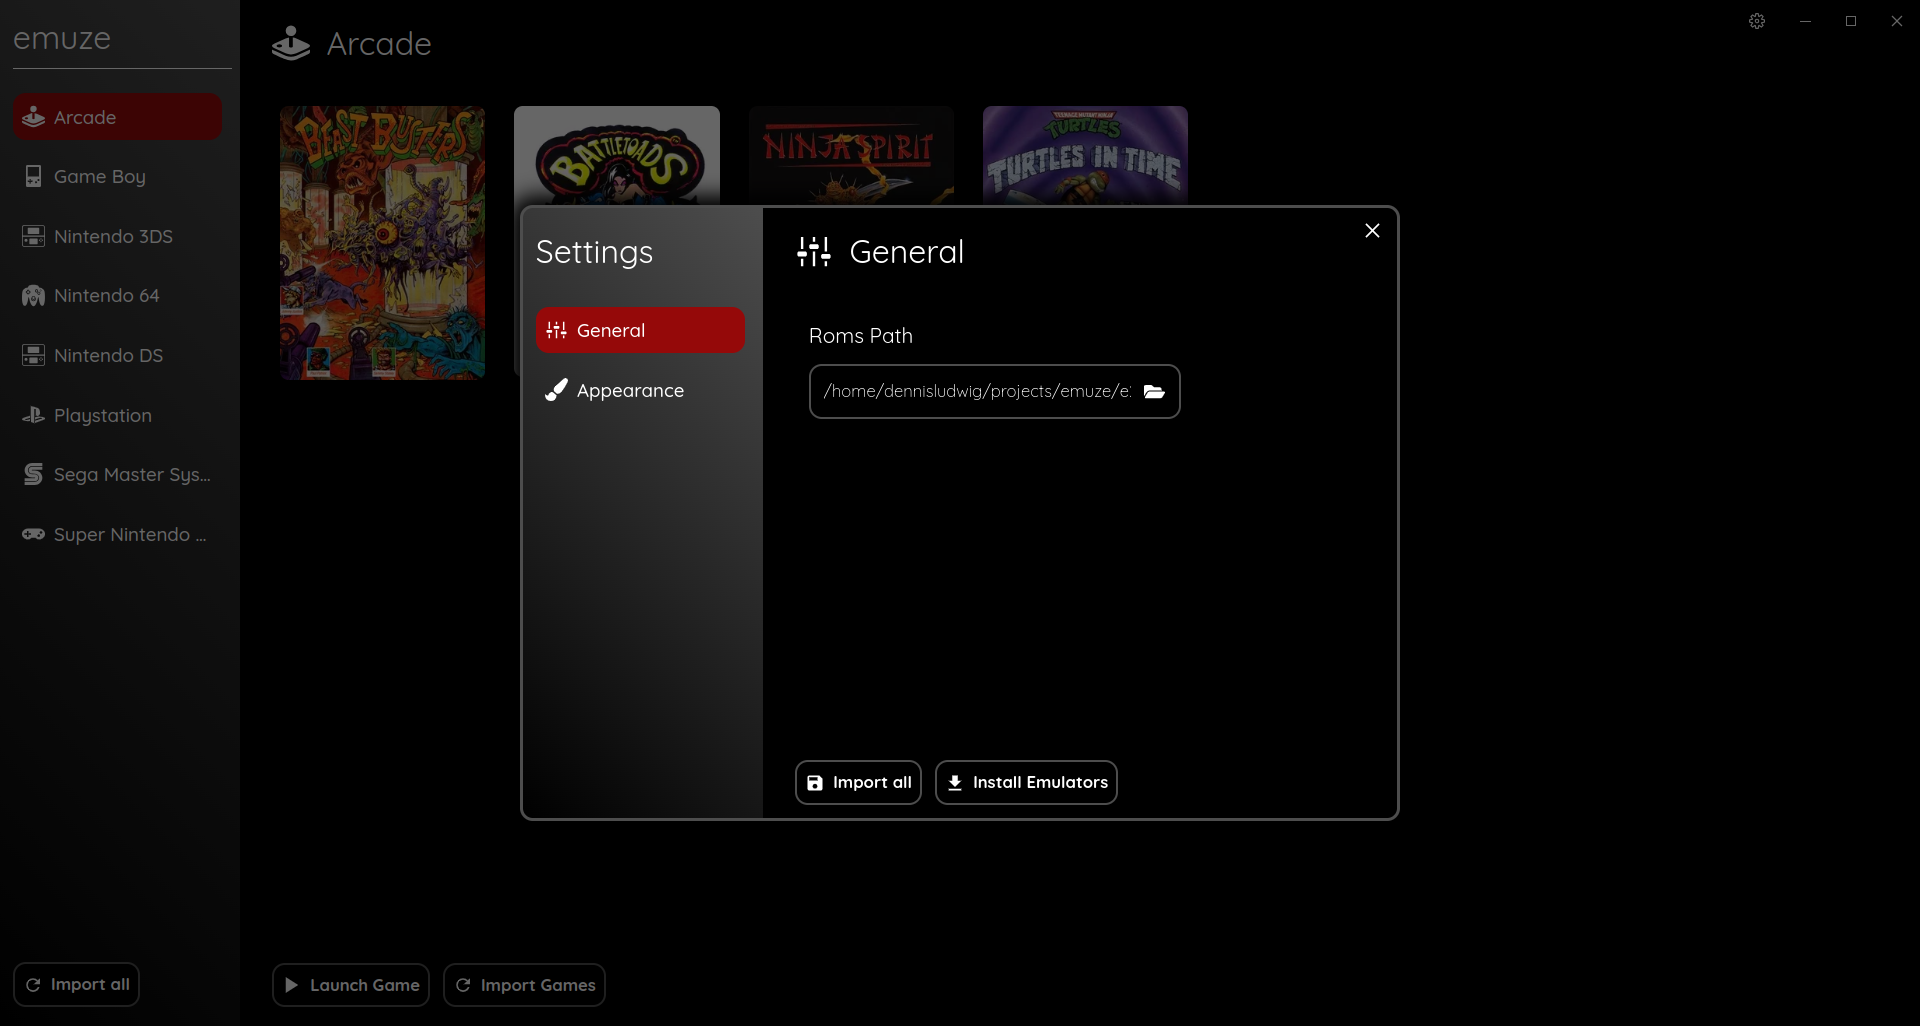 emuze
Arcade
Game Boy
Nintendo 3DS
Nintendo 64
Nintendo DS
Playstation
Sega Master Sys...
Super Nintendo ...
Import all
Arcade
BEAST BUSTERS
BATTLETOADS
NINJA SPIRIT
TEENAGE MUTANT NINJA
TURTLES
TURTLES IN TIME
Launch Game
Import Games
Settings
General
Appearance
General
Roms Path
/home/dennisludwig/projects/emuze/e
Import all
Install Emulators